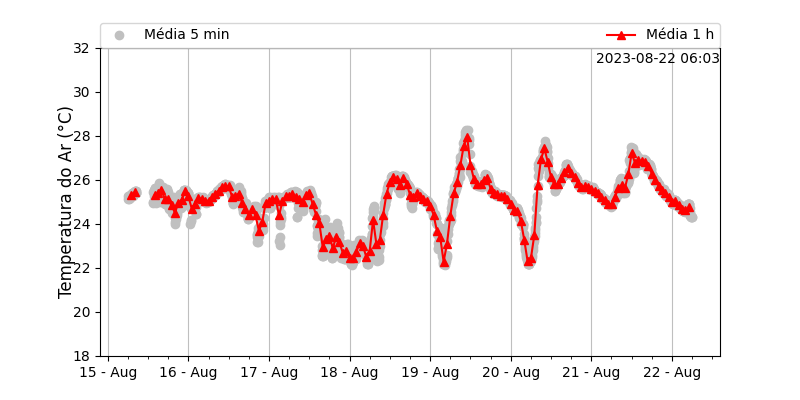 Média 5 min
Média 1 h
2023-08-22 06:03
Temperatura do Ar (°C)
32
30
28
26
24
22
20
18
15 - Aug
16 - Aug
17 - Aug
18 - Aug
19 - Aug
20 - Aug
21 - Aug
22 - Aug